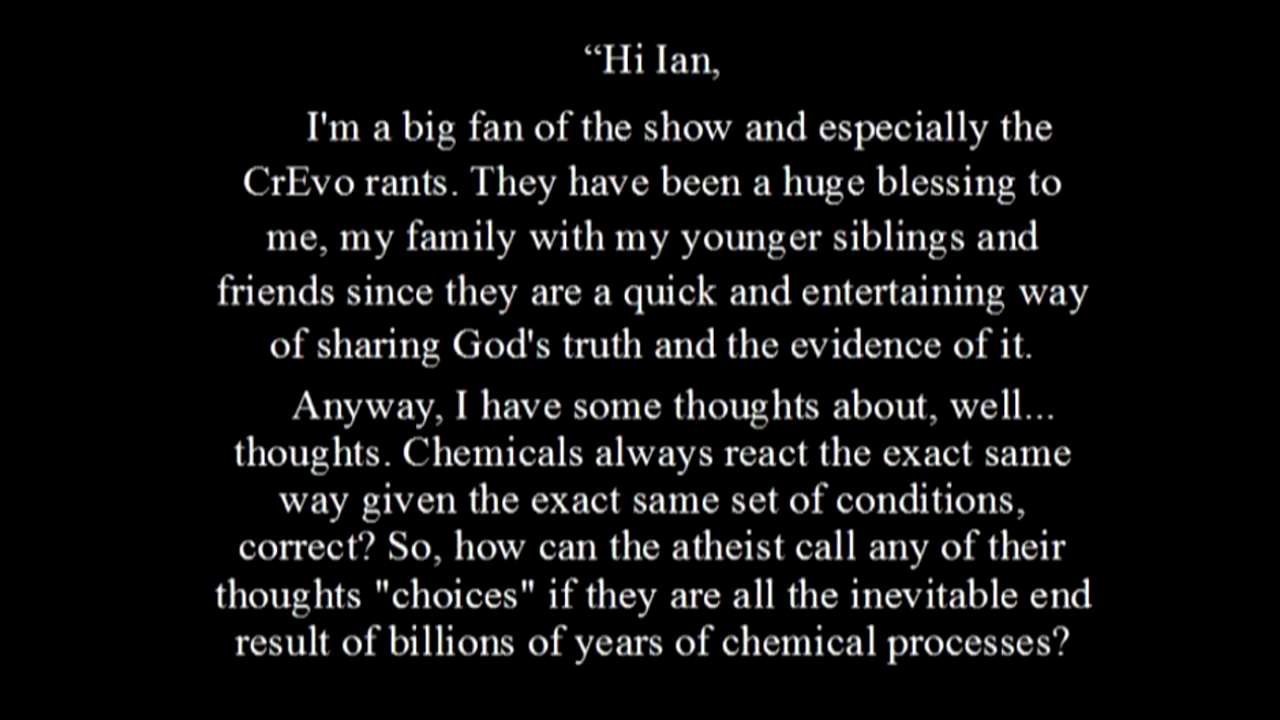 “Hi Ian,
I'm a big fan of the show and especially the
CrEvo rants. They have been a huge blessing to
me, my family with my younger siblings and
friends since they are a quick and entertaining way
of sharing God's truth and the evidence of it.
Anyway, I have some thoughts about, well...
thoughts. Chemicals always react the exact same
way given the exact same set of conditions,
correct? So, how can the atheist call any of their
thoughts "choices" if they are all the inevitable end
result of billions of years of chemical processes?